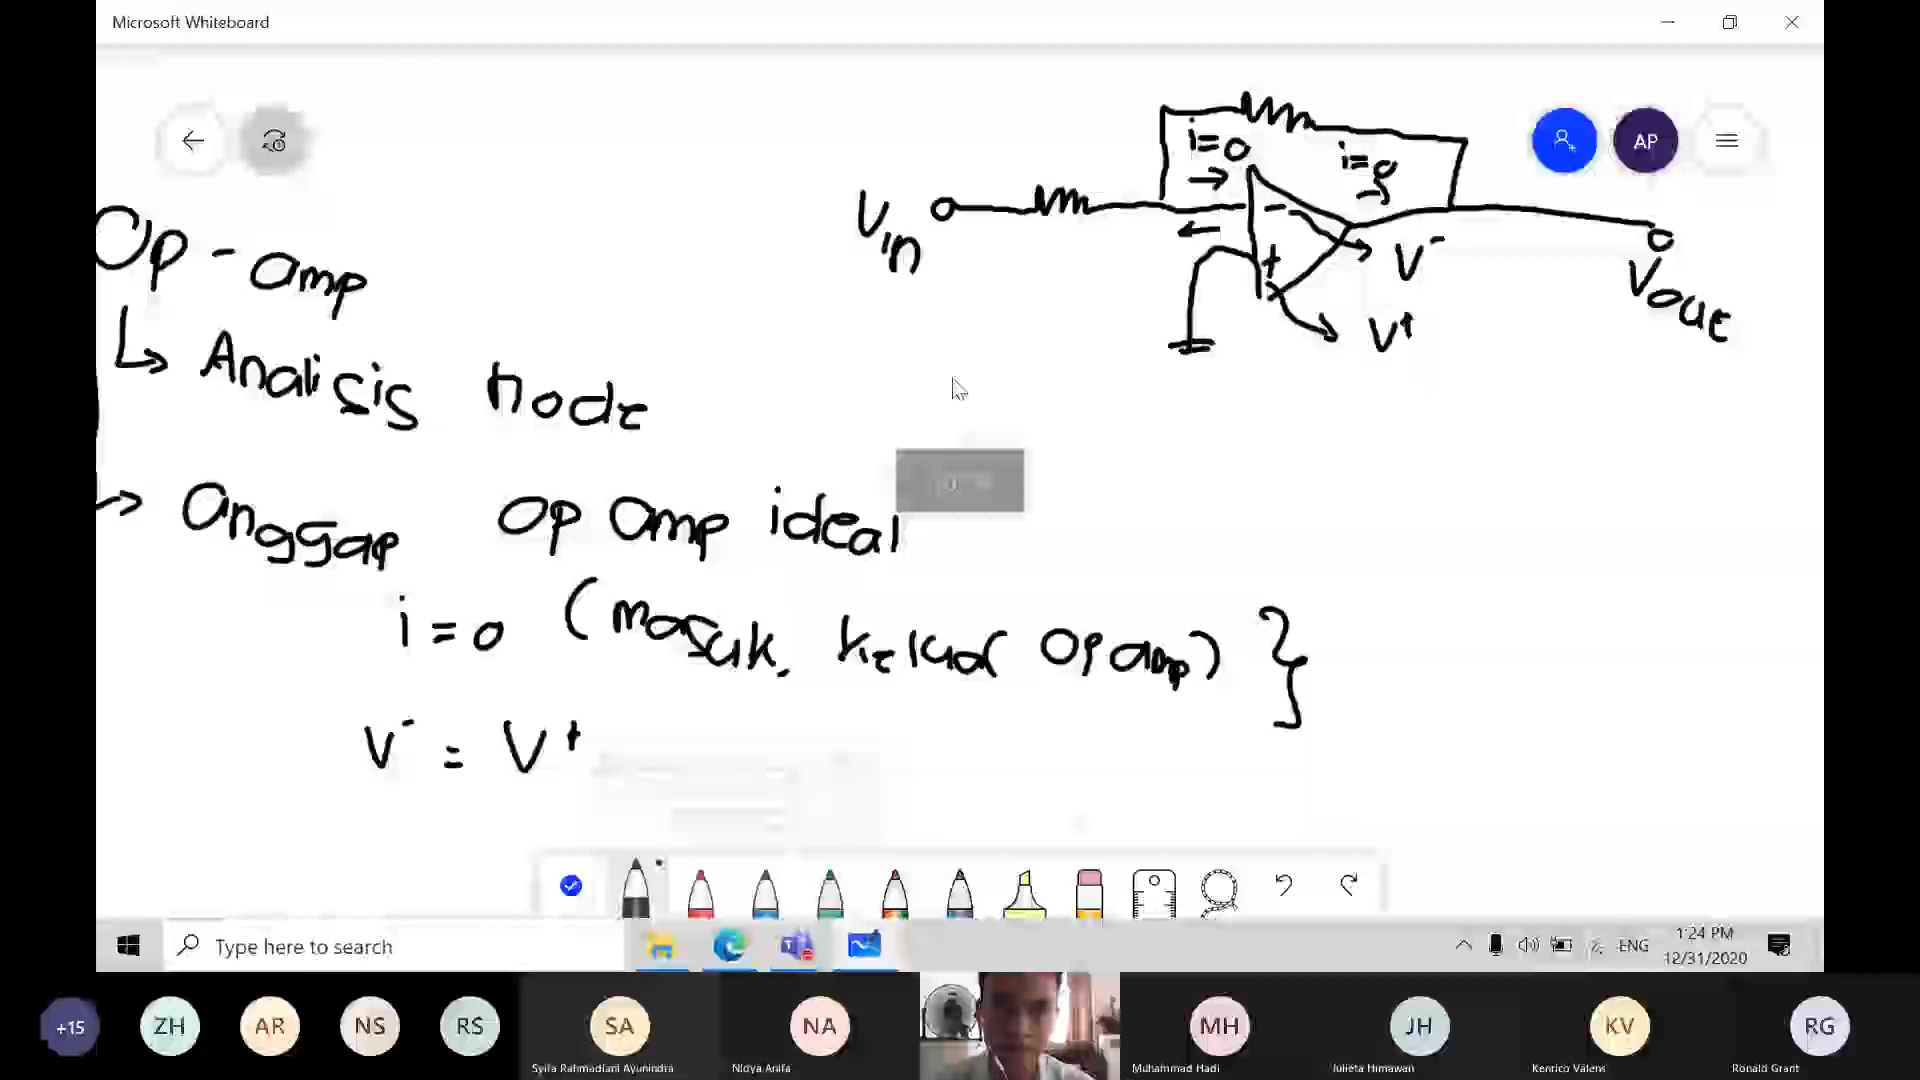 Microsoft Whiteboard
AP
i=0
i=0
Vin
-
+
V⁻
V⁺
Vout
Op-amp
↳ Analisis node
→ anggap op amp ideal
i=0 (masuk, keluar op amp) }
V⁻ = V⁺
Type here to search
ENG
1:24 PM
12/31/2020
+15
ZH
AR
NS
RS
SA
NA
MH
JH
KV
RG
Syifa Rahmadiani Ayunindra
Nidya Anifa
Muhammad Hadi
Julieta Himawan
Kenrico Valens
Ronald Grant